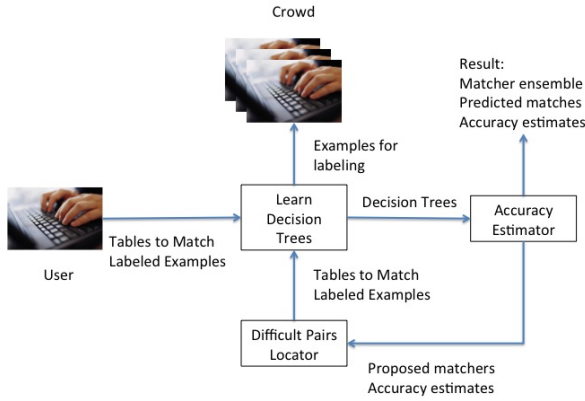 Crowd
Result:
Matcher ensemble
Predicted matches
Accuracy estimates
Examples for
labeling
Learn
Decision
Trees
Decision Trees
Accuracy
Estimator
Tables to Match
Labeled Examples
User
Tables to Match
Labeled Examples
Difficult Pairs
Locator
Proposed matchers
Accuracy estimates